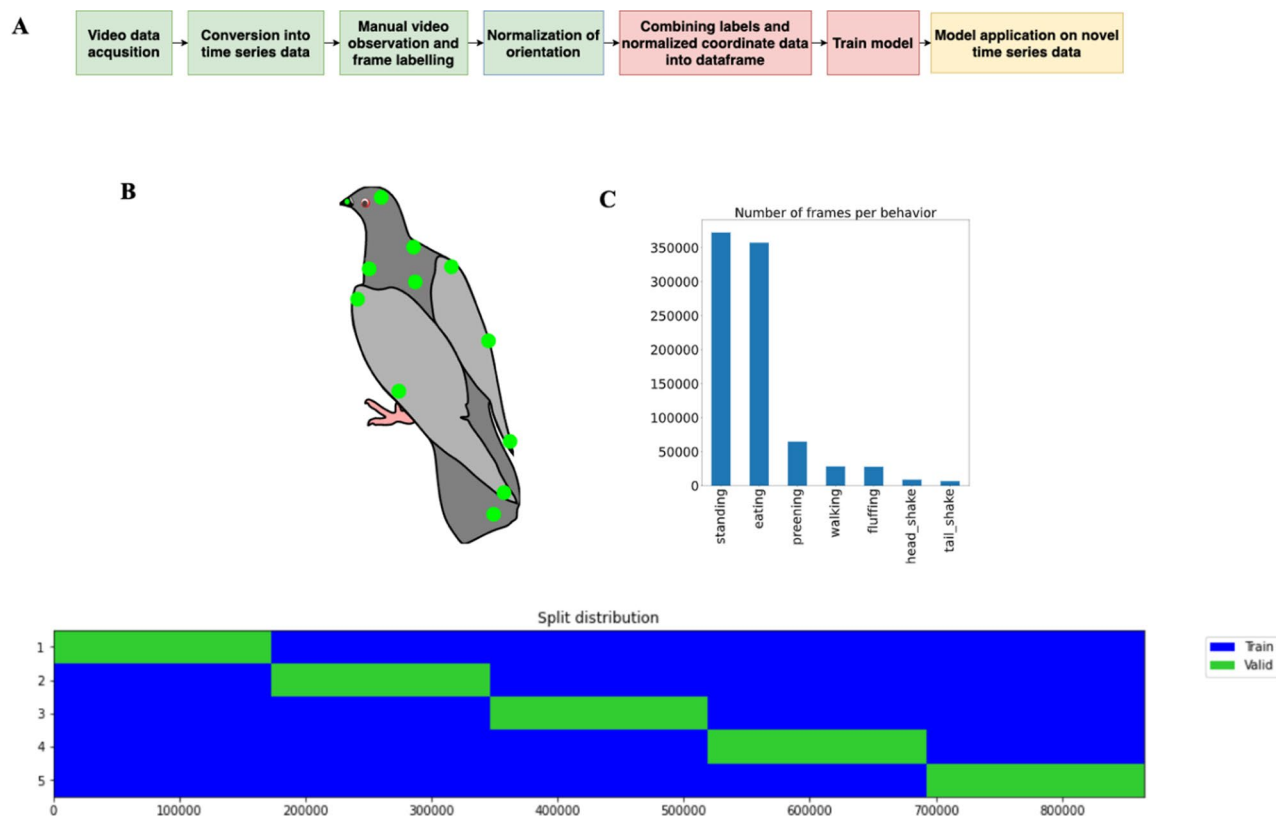 A
Video data
acqusition
Conversion into
time series data
Manual video
observation and
frame labelling
Normalization of
orientation
Combining labels and
normalized coordinate data
into dataframe
Train model
Model application on novel
time series data
B
C
Number of frames per behavior
350000
300000
250000
200000
150000
100000
50000
0
standing
eating
preening
walking
fluffing
head_shake
tail_shake
Split distribution
1
2
3
4
5
0 100000 200000 300000 400000 500000 600000 700000 800000
Train
Valid